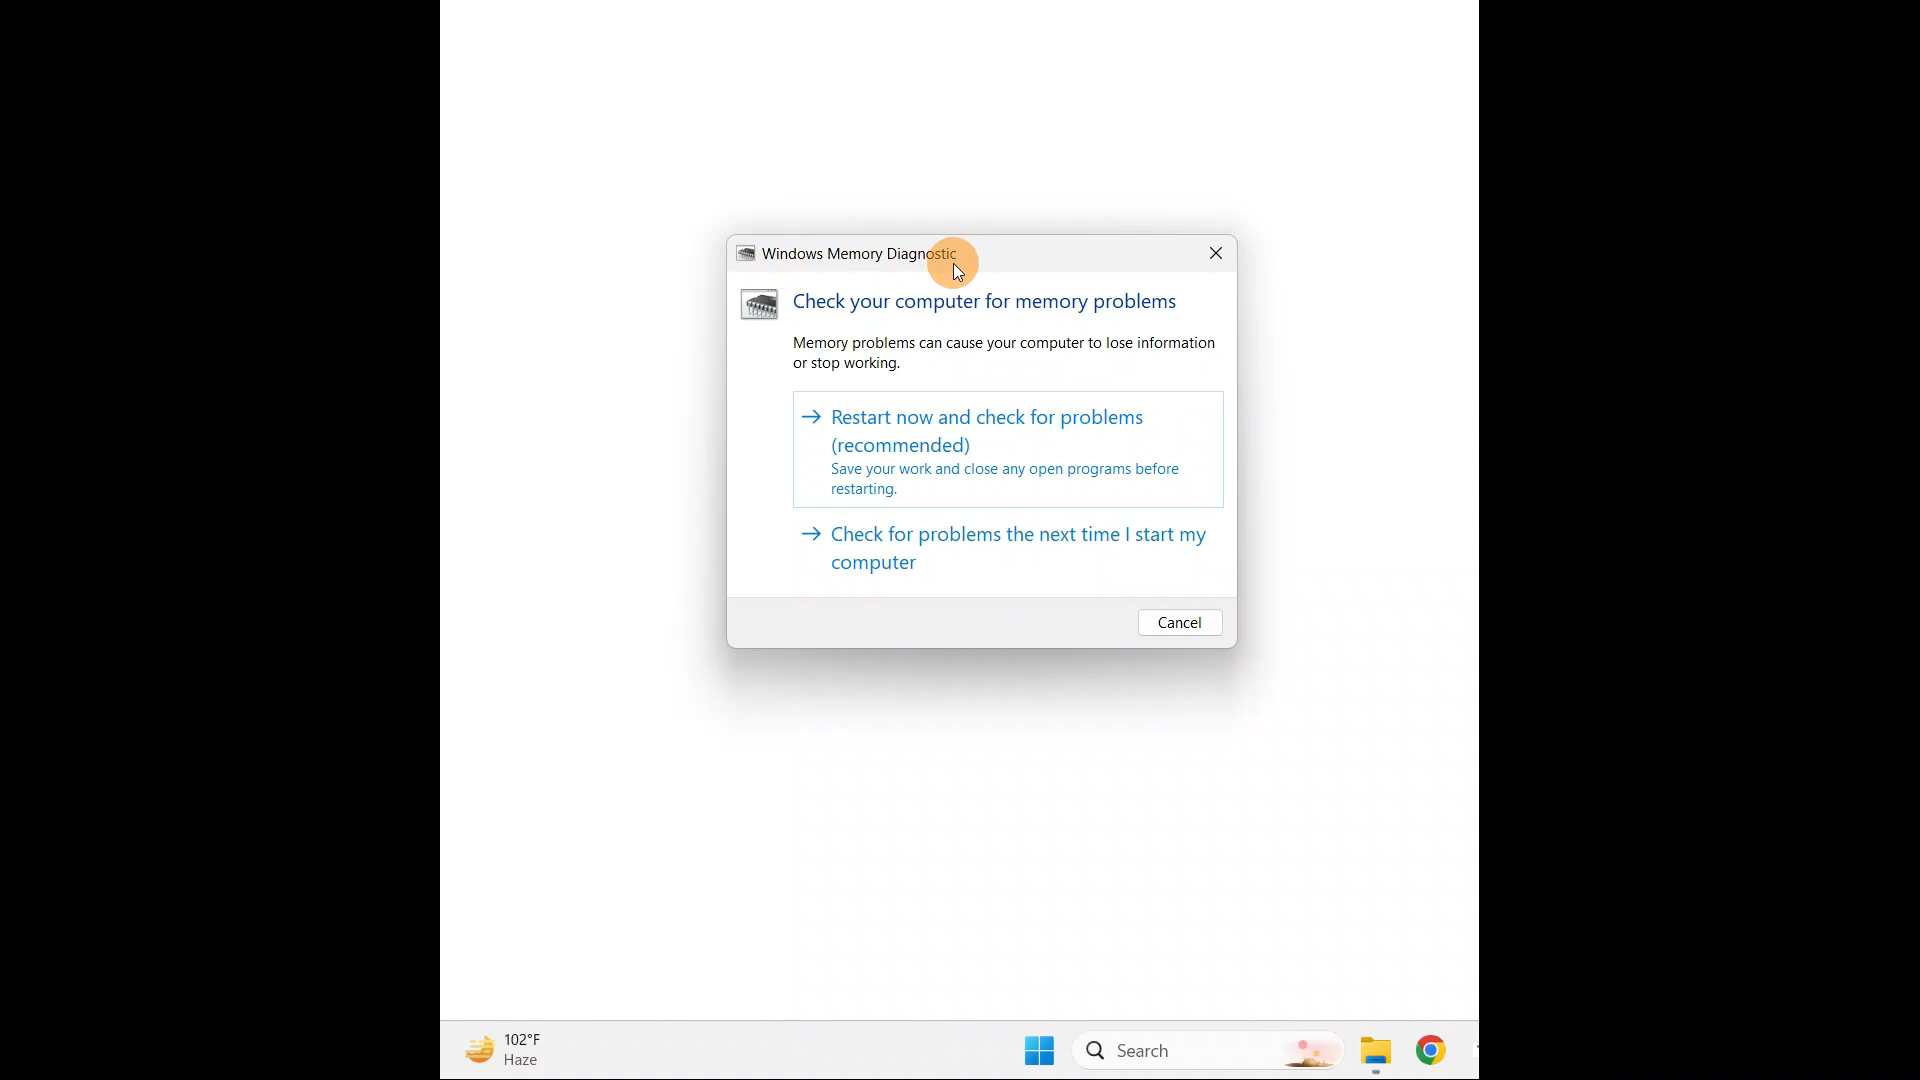 Windows Memory Diagnostic
Check your computer for memory problems
Memory problems can cause your computer to lose information
or stop working.
Restart now and check for problems
(recommended)
Save your work and close any open programs before
restarting.
Check for problems the next time I start my
computer
Cancel
102°F
Haze
Search